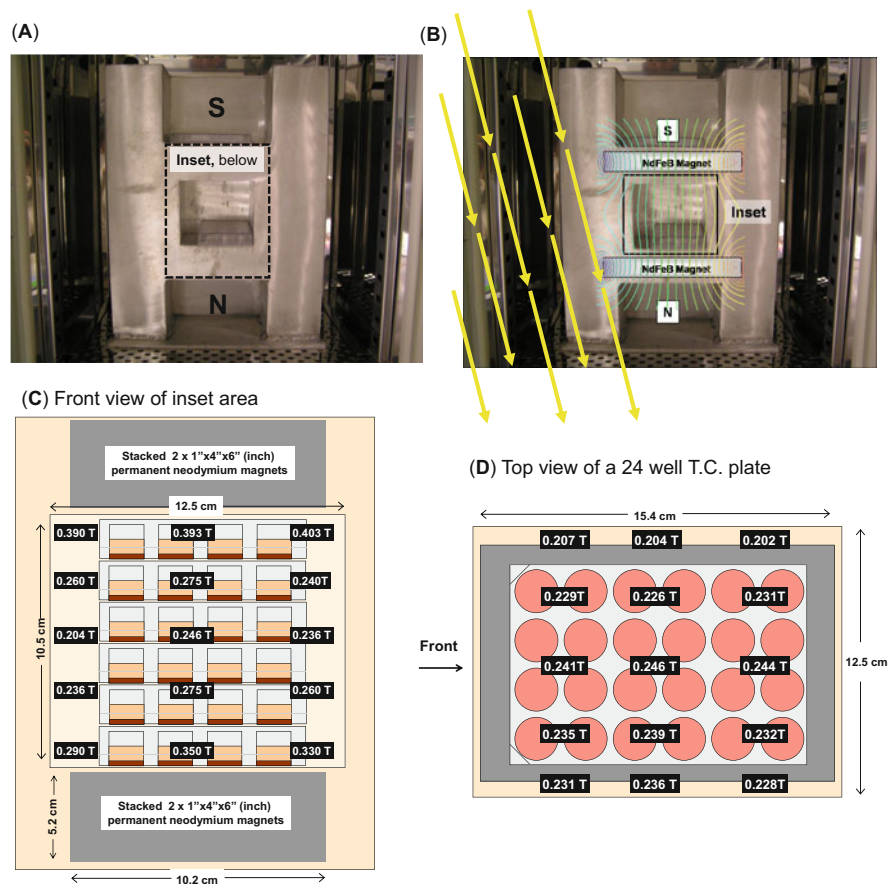 (A)
S
Inset, below
N
(B)
S
NdFeB Magnet
Inset
NdFeB Magnet
N
(C) Front view of inset area
Stacked 2 x 1”x4”x6” (inch)
permanent neodymium magnets
12.5 cm
0.390 T 0.393 T 0.403 T
0.260 T 0.275 T 0.240T
0.204 T 0.246 T 0.236 T
10.5 cm
0.236 T 0.275 T 0.260 T
0.290 T 0.350 T 0.330 T
Stacked 2 x 1”x4”x6” (inch)
permanent neodymium magnets
5.2 cm
10.2 cm
(D) Top view of a 24 well T.C. plate
15.4 cm
0.207 T 0.204 T 0.202 T
0.229T 0.226 T 0.231T
Front
0.241T 0.246 T 0.244 T
12.5 cm
0.235 T 0.239 T 0.232T
0.231 T 0.236 T 0.228T